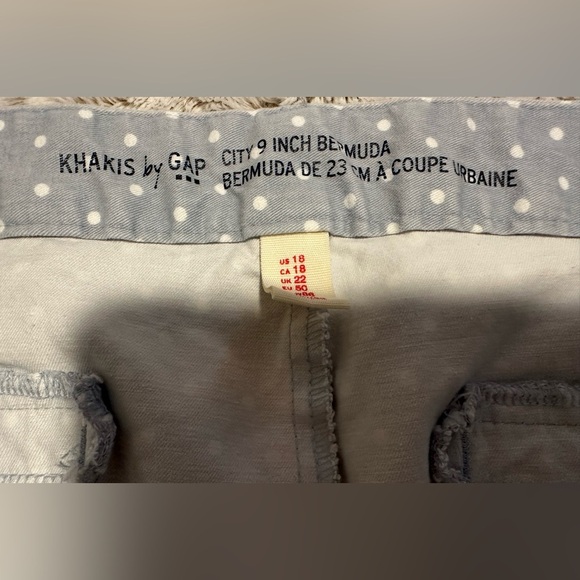 KHAKIS by GAP
CITY 9 INCH BERMUDA
BERMUDA DE 23 CM À COUPE URBAINE
US 18
CA 18
UK 22
EU 50